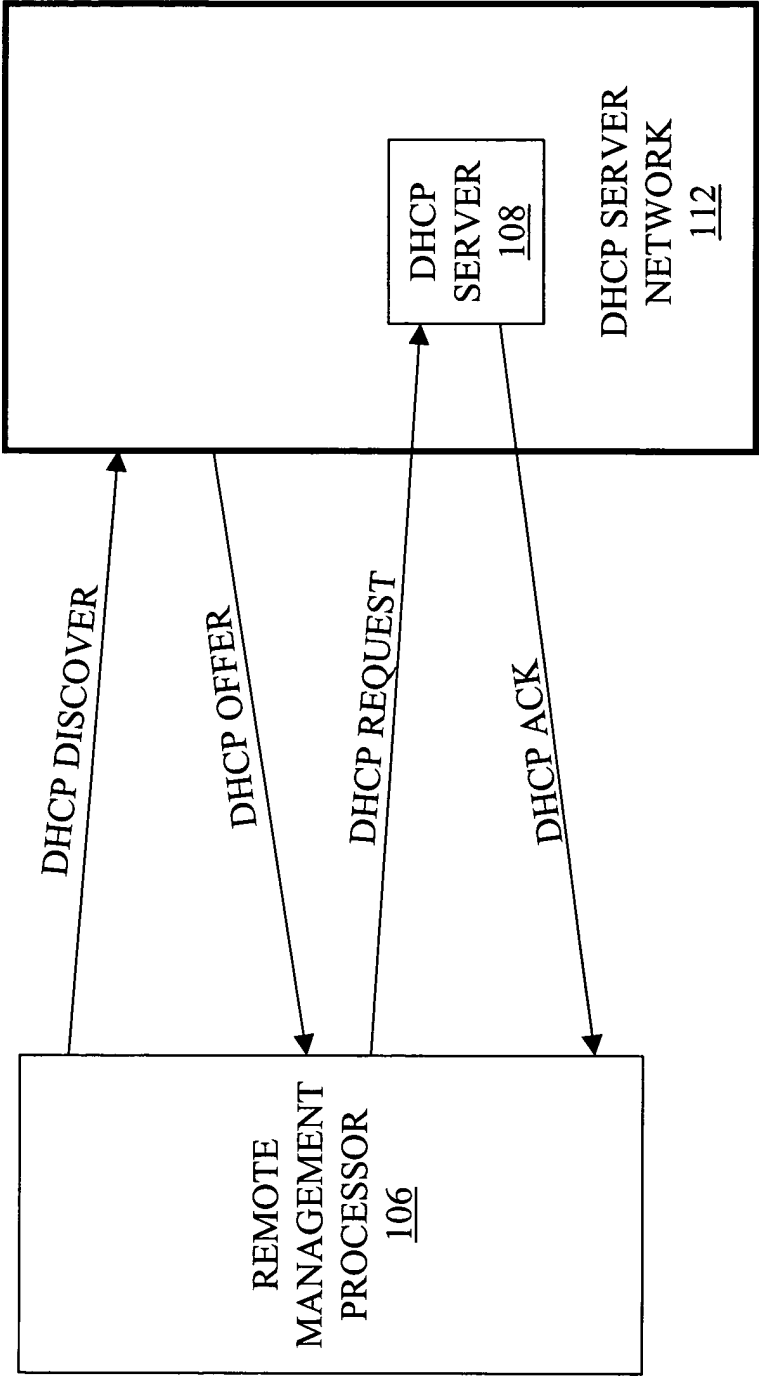 REMOTE
MANAGEMENT
PROCESSOR
106
DHCP DISCOVER
DHCP OFFER
DHCP REQUEST
DHCP ACK
DHCP
SERVER
108
DHCP SERVER
NETWORK
112